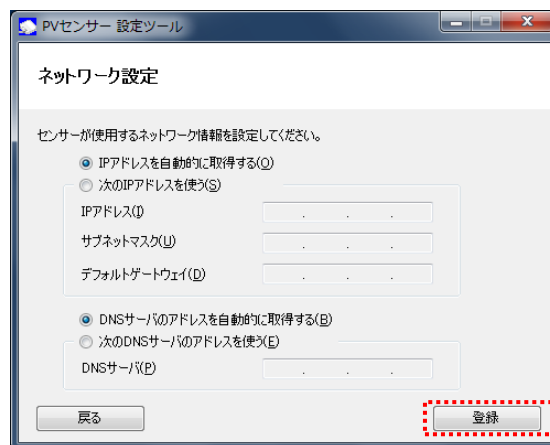 PVセンサー 設定ツール
ネットワーク設定
センサーが使用するネットワーク情報を設定してください。
IPアドレスを自動的に取得する(O)
次のIPアドレスを使う(S)
IPアドレス(I)
サブネットマスク(U)
デフォルトゲートウェイ(D)
DNSサーバのアドレスを自動的に取得する(B)
次のDNSサーバのアドレスを使う(E)
DNSサーバ(P)
戻る
登録